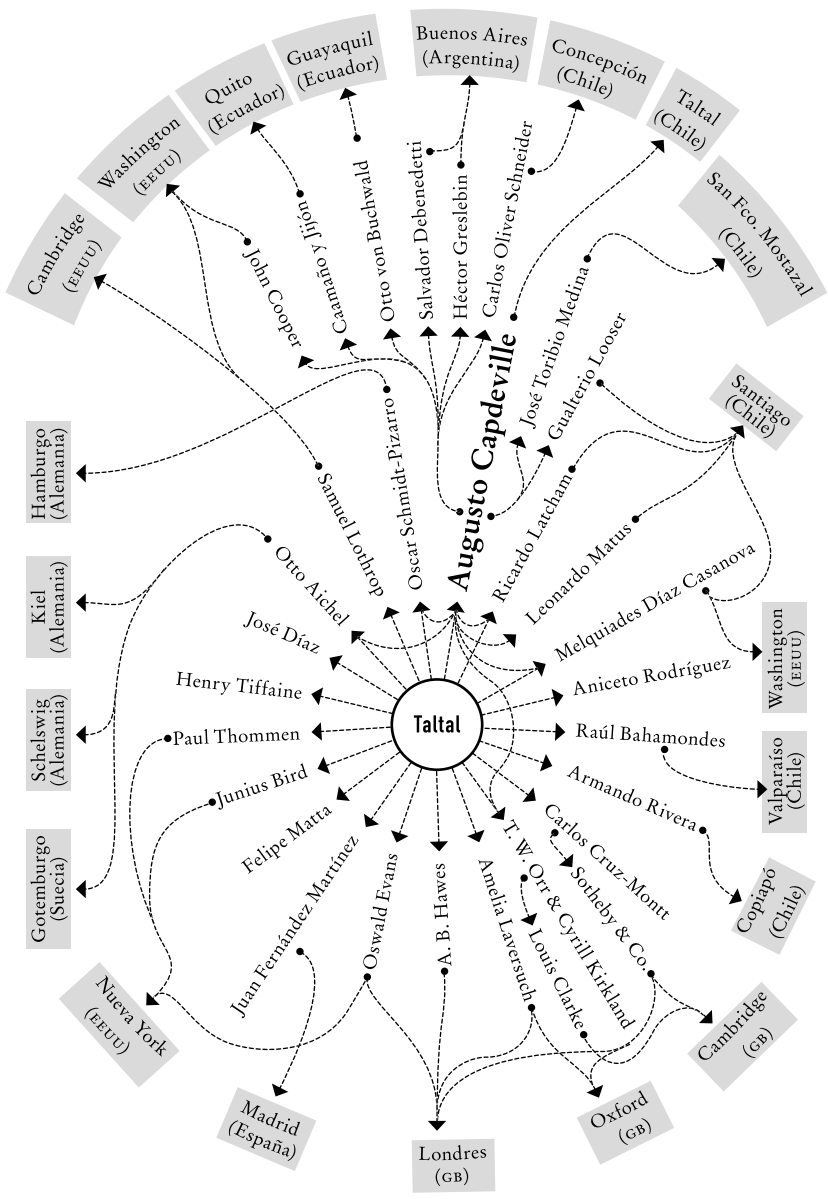 Buenos Aires
(Argentina)
Concepción
(Chile)
Taltal
(Chile)
San Fco. Mostazal
(Chile)
Guayaquil
(Ecuador)
Quito
(Ecuador)
Washington
(EEUU)
Cambridge
(EEUU)
John Cooper
Caamaño y Jijón
Otto von Buchwald
Salvador Debenedetti
Héctor Greslebin
Carlos Oliver Schneider
Augusto Capdeville
José Toribio Medina
Gualterio Looser
Santiago
(Chile)
Hamburgo
(Alemania)
Kiel
(Alemania)
Schelswig
(Alemania)
Gotemburgo
(Suecia)
Samuel Lothrop
Oscar Schmidt-Pizarro
Ricardo Latcham
Leonardo Matus
Melquiades Díaz Casanova
Otto Aichel
José Díaz
Henry Tiffaine
Paul Thommen
Junius Bird
Felipe Matta
Juan Fernández Martínez
Oswald Evans
A. B. Hawes
Amelia Laversuch
T. W. Orr & Cyrill Kirkland
Louis Clarke
Carlos Cruz-Montt
Sotheby & Co.
Armando Rivera
Raúl Bahamondes
Aniceto Rodríguez
Taltal
Washington
(EEUU)
Valparaíso
(Chile)
Copiapó
(Chile)
Cambridge
(GB)
Oxford
(GB)
Londres
(GB)
Madrid
(España)
Nueva York
(EEUU)